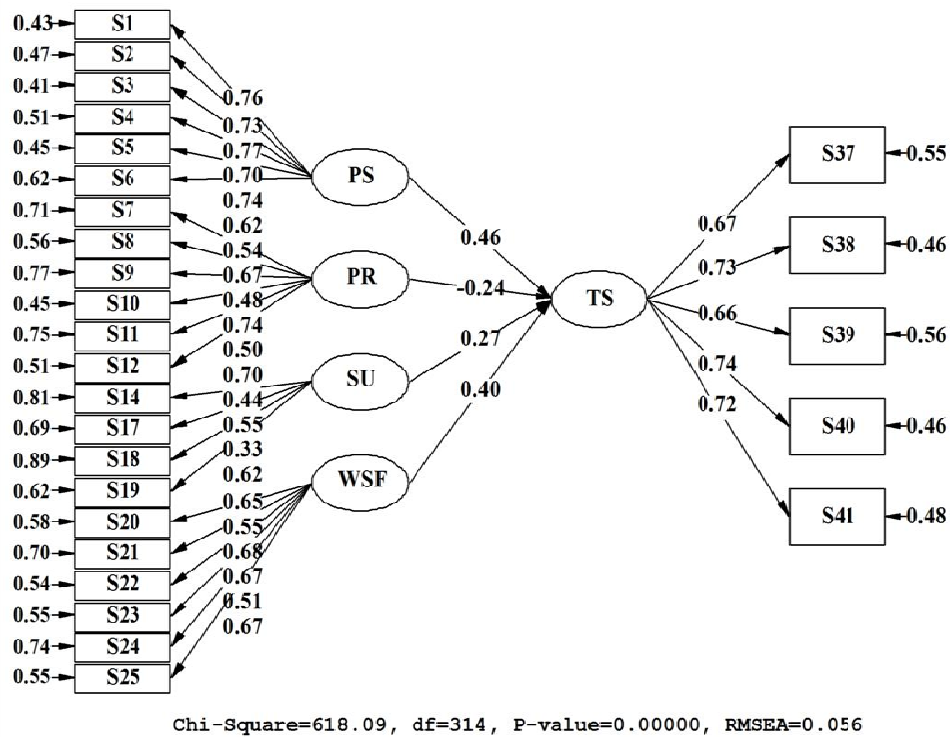 0.43 S1
0.47 S2
0.41 S3
0.51 S4
0.45 S5
0.62 S6
0.71 S7
0.56 S8
0.77 S9
0.45 S10
0.75 S11
0.51 S12
0.81 S14
0.69 S17
0.89 S18
0.62 S19
0.58 S20
0.70 S21
0.54 S22
0.55 S23
0.74 S24
0.55 S25
0.76
0.73
0.77
0.70
0.74
0.62
0.54
0.67
0.48
0.74
0.50
0.70
0.44
0.55
0.33
0.62
0.65
0.55
0.68
0.67
0.51
0.67
PS
PR
SU
WSF
0.46
-0.24
0.27
0.40
TS
0.67
0.73
0.66
0.74
0.72
S37 0.55
S38 0.46
S39 0.56
S40 0.46
S41 0.48
Chi-Square=618.09, df=314, P-value=0.00000, RMSEA=0.056